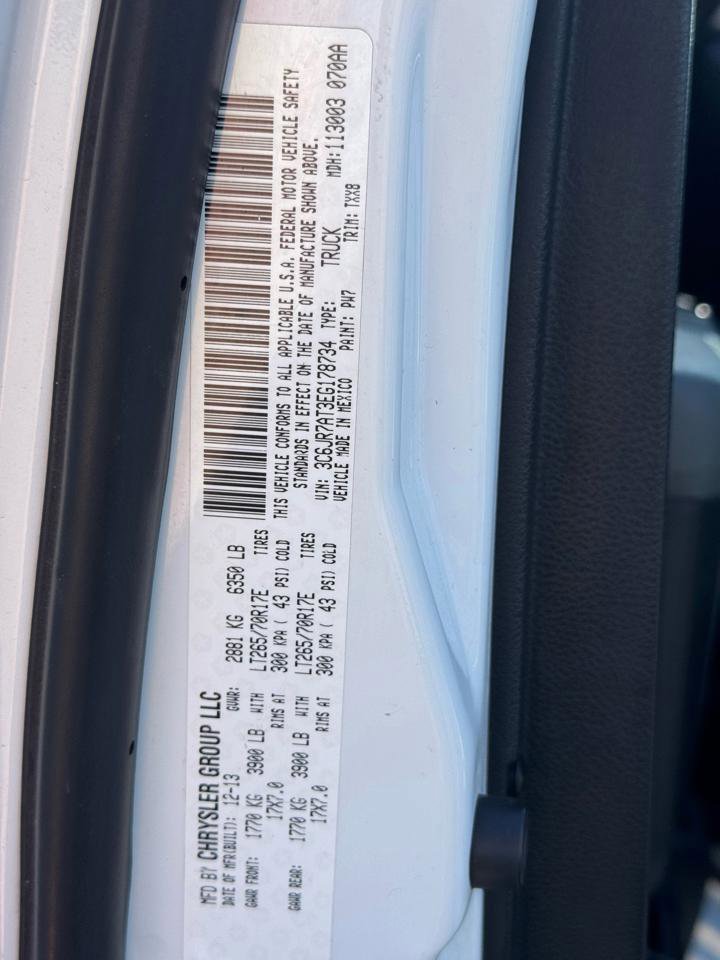 MFD BY CHRYSLER GROUP LLC
DATE OF MFR(BUILT): 12-13 GVWR: 2881 KG 6350 LB
GAWR FRONT: 1770 KG 3900 LB WITH LT265/70R17E TIRES
17X7.0 RIMS AT 300 KPA ( 43 PSI) COLD
GAWR REAR: 1770 KG 3900 LB WITH LT265/70R17E TIRES
17X7.0 RIMS AT 300 KPA ( 43 PSI) COLD
THIS VEHICLE CONFORMS TO ALL APPLICABLE U.S.A. FEDERAL MOTOR VEHICLE SAFETY
STANDARDS IN EFFECT ON THE DATE OF MANUFACTURE SHOWN ABOVE.
VIN: 3C6JR7AT3EG178734 TYPE: TRUCK MDH:113003 070AA
VEHICLE MADE IN MEXICO PAINT: PW7 TRIM: TXX8